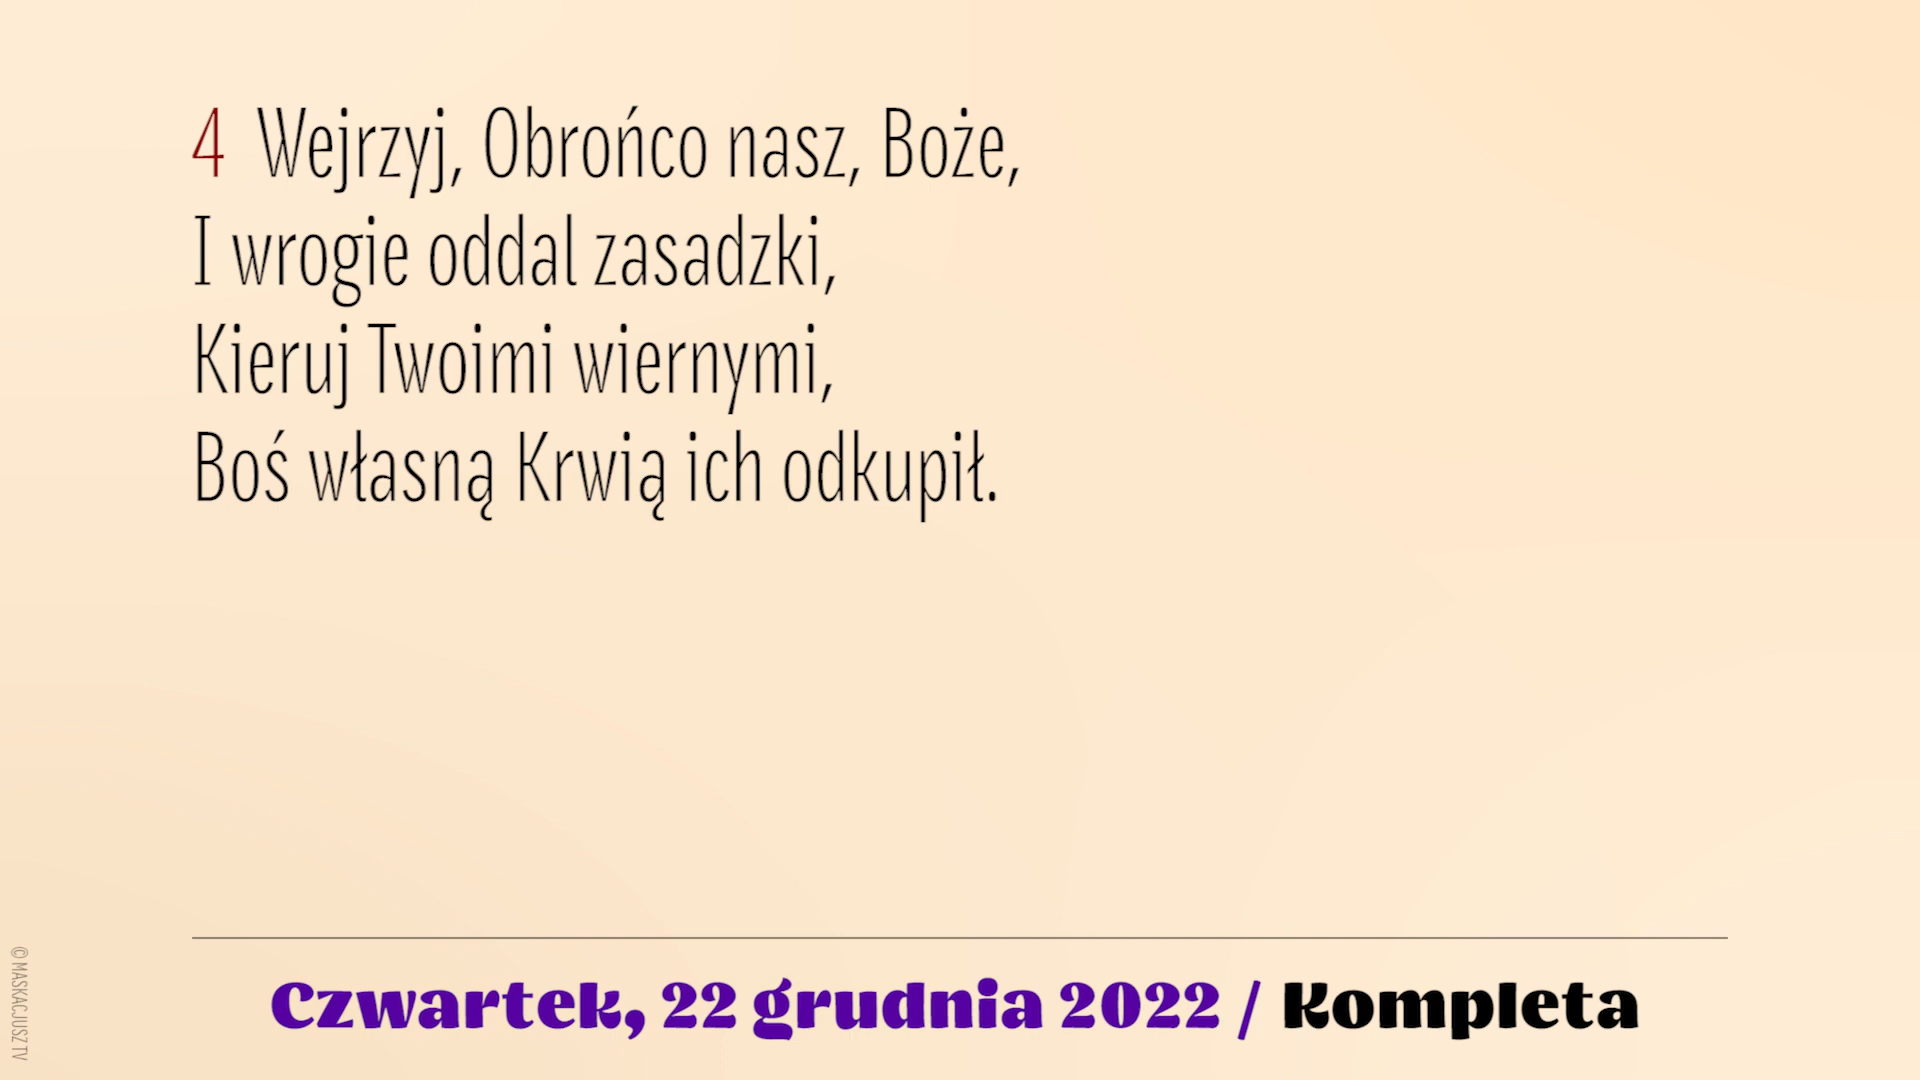 4 Wejrzyj, Obrońco nasz, Boże,
I wrogie oddal zasadzki,
Kieruj Twoimi wiernymi,
Boś własną Krwią ich odkupił.
Czwartek, 22 grudnia 2022 / Kompleta
© MASKACJUSZ TV